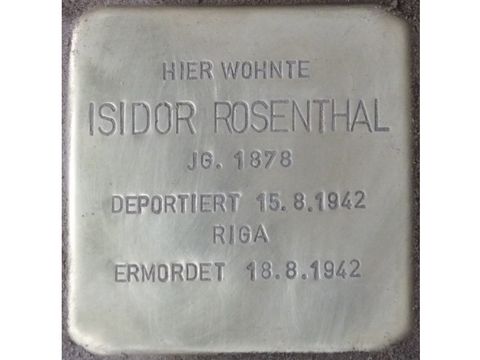 HIER WOHNTE
ISIDOR ROSENTHAL
JG. 1878
DEPORTIERT 15.8.1942
RIGA
ERMORDET 18.8.1942